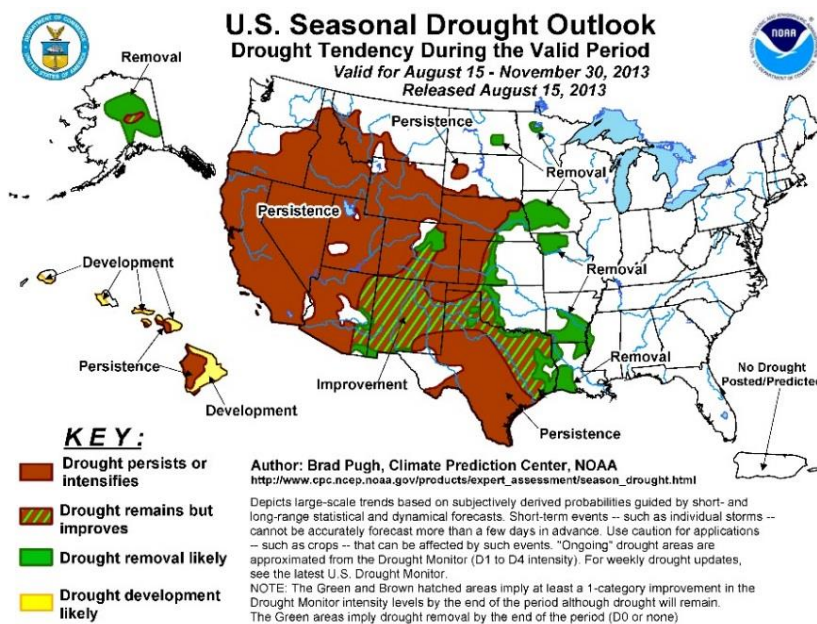 U.S. Seasonal Drought Outlook
Drought Tendency During the Valid Period
Valid for August 15 - November 30, 2013
Released August 15, 2013
NOAA
Removal
Persistence
Removal
Persistence
Development
Removal
Persistence
Improvement
Removal
Development
Persistence
No Drought
Posted/Predicted
KEY:
Drought persists or
intensifies
Drought remains but
improves
Drought removal likely
Drought development
likely
Author: Brad Pugh, Climate Prediction Center, NOAA
http://www.cpc.ncep.noaa.gov/products/expert_assessment/season_drought.html
Depicts large-scale trends based on subjectively derived probabilities guided by short- and
long-range statistical and dynamical forecasts. Short-term events -- such as individual storms --
cannot be accurately forecast more than a few days in advance. Use caution for applications
-- such as crops -- that can be affected by such events. "Ongoing" drought areas are
approximated from the Drought Monitor (D1 to D4 intensity). For weekly drought updates,
see the latest U.S. Drought Monitor.
NOTE: The Green and Brown hatched areas imply at least a 1-category improvement in the
Drought Monitor intensity levels by the end of the period although drought will remain.
The Green areas imply drought removal by the end of the period (D0 or none)